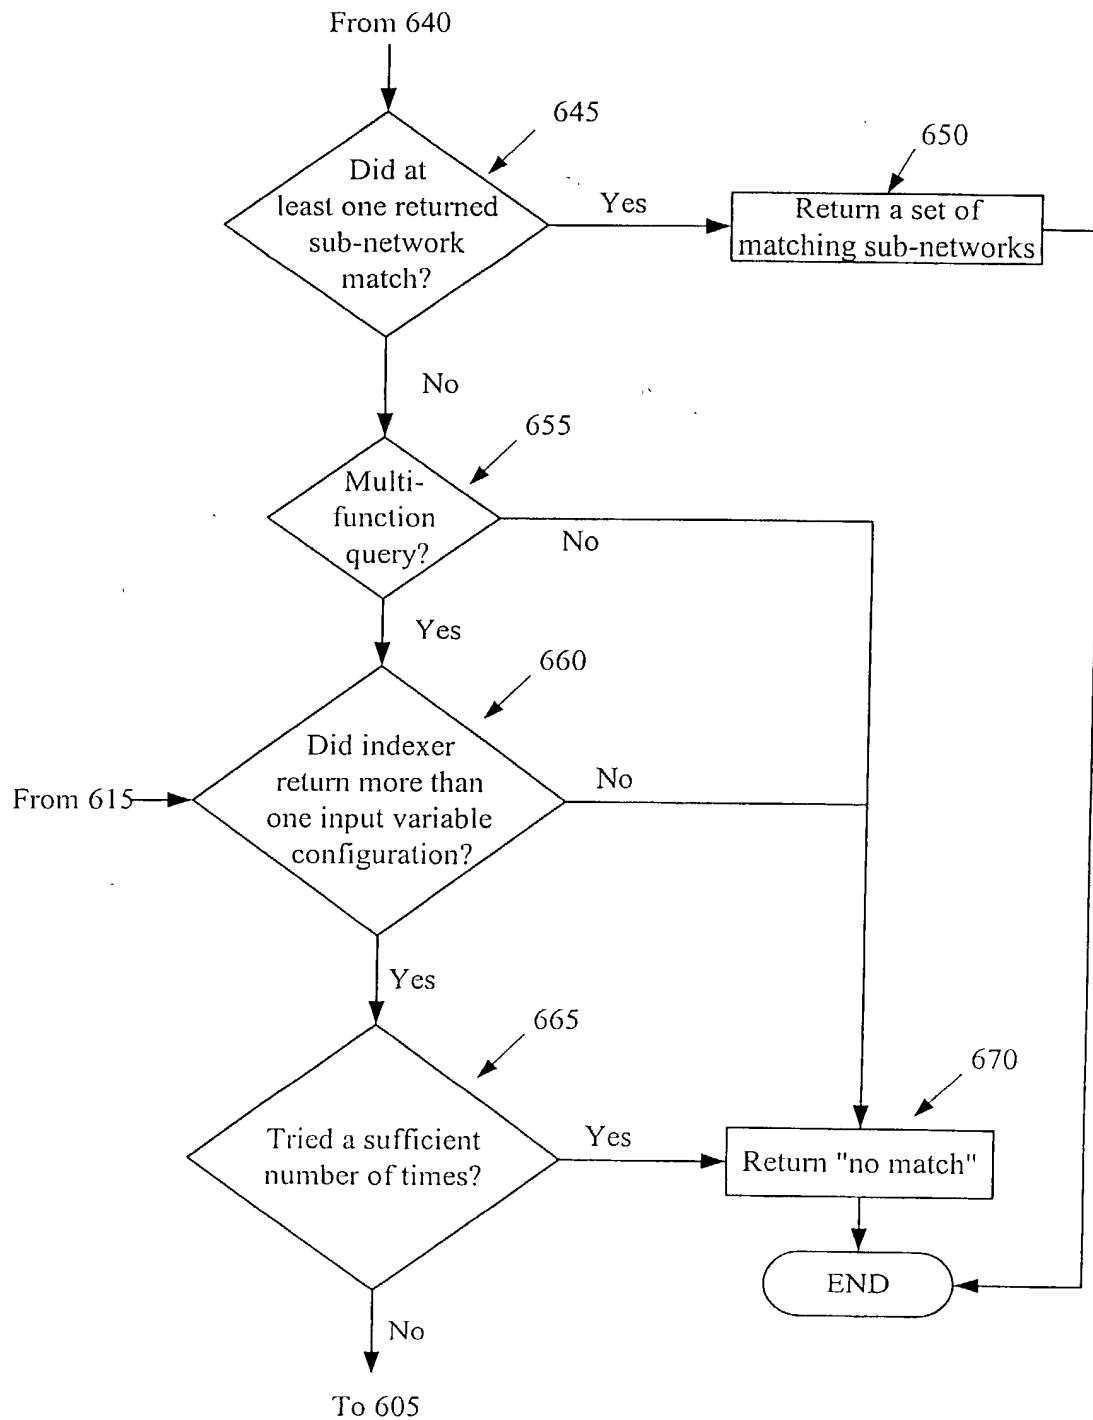 From 640
645
Did at
least one returned
sub-network
match?
Yes
650
Return a set of
matching sub-networks
No
655
Multi-
function
query?
No
Yes
660
Did indexer
return more than
one input variable
configuration?
No
From 615
Yes
665
Tried a sufficient
number of times?
Yes
670
Return "no match"
END
No
To 605